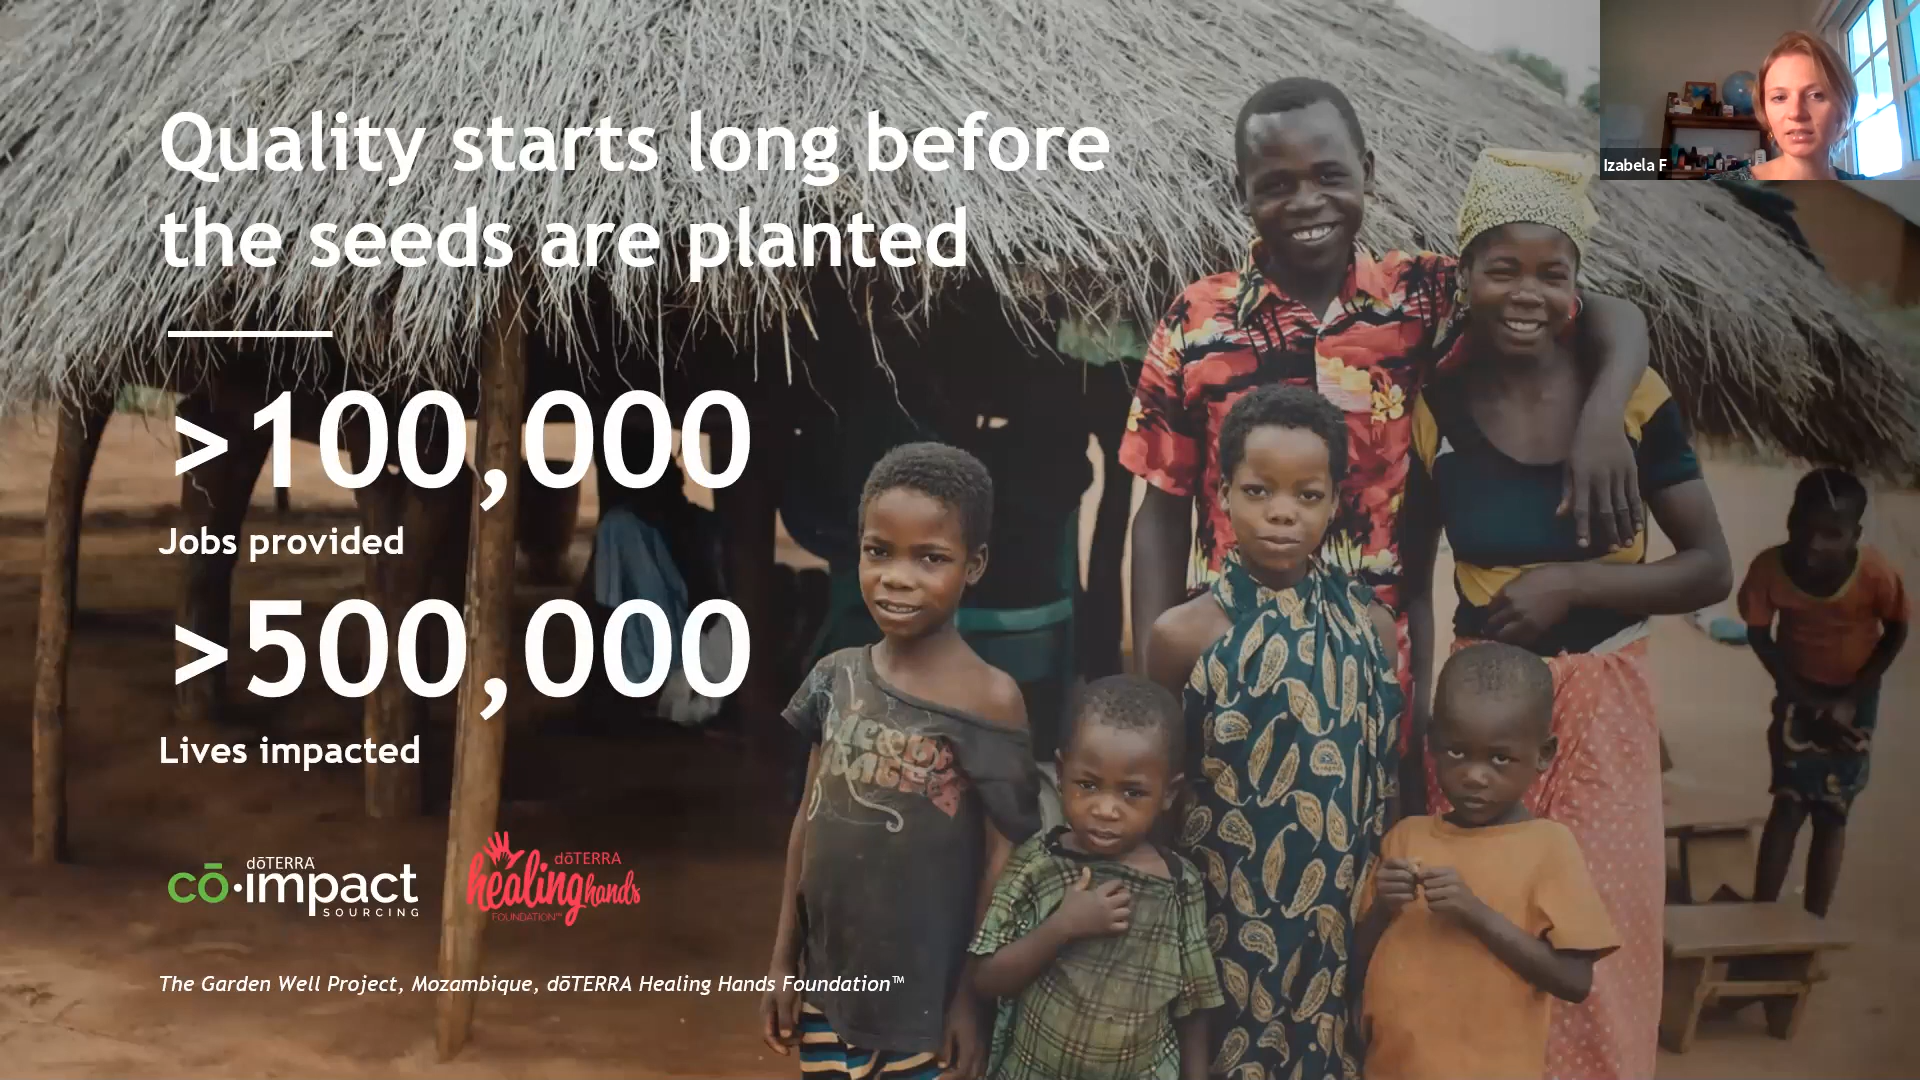 Quality starts long before
the seeds are planted
Izabela F
>100,000
Jobs provided
>500,000
Lives impacted
dōTERRA
cō•impact
SOURCING
dōTERRA
healing hands
FOUNDATION™
The Garden Well Project, Mozambique, dōTERRA Healing Hands Foundation™